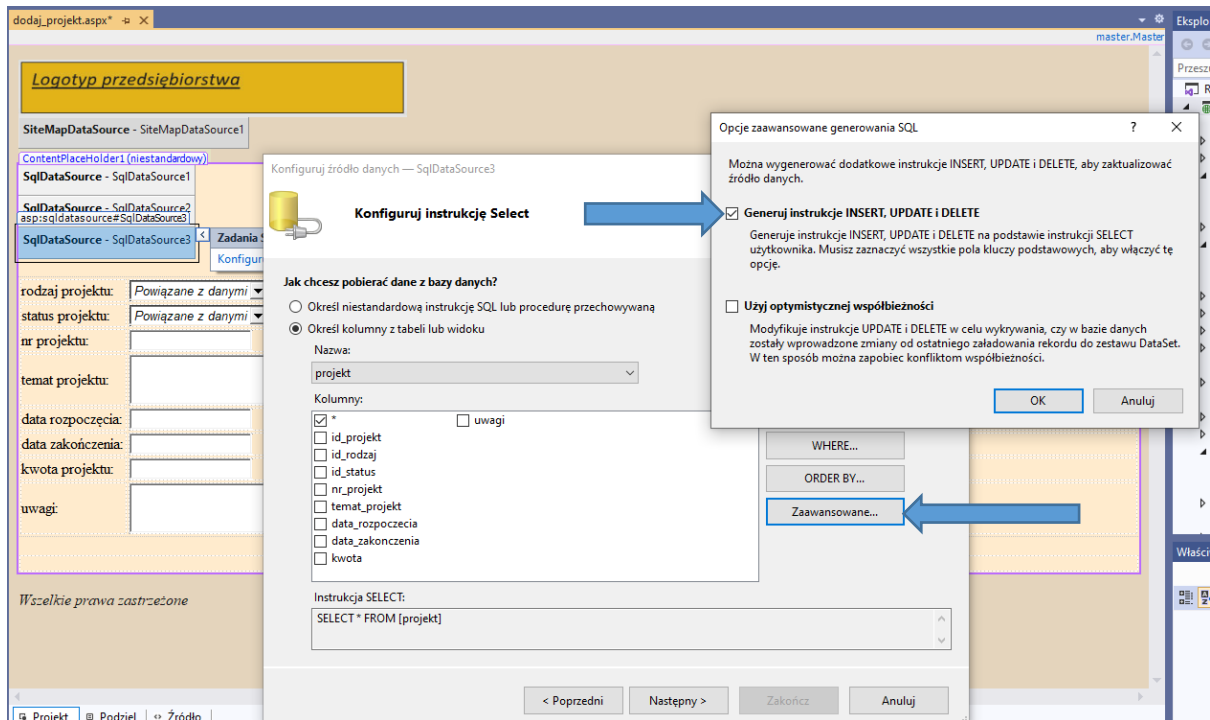 dodaj_projekt.aspx*
master.Master
Logotyp przedsiębiorstwa
SiteMapDataSource - SiteMapDataSource1
ContentPlaceHolder1 (niestandardowy)
SqlDataSource - SqlDataSource1
SqlDataSource - SqlDataSource2
asp:sqldatasource#SqlDataSource3
SqlDataSource - SqlDataSource3
Zadania S
Konfigur
rodzaj projektu: Powiązane z danymi
status projektu: Powiązane z danymi
nr projektu:
temat projektu:
data rozpoczęcia:
data zakończenia:
kwota projektu:
uwagi:
Wszelkie prawa zastrzeżone
Projekt Podziel Źródło
Konfiguruj źródło danych — SqlDataSource3
Konfiguruj instrukcję Select
Jak chcesz pobierać dane z bazy danych?
Określ niestandardową instrukcję SQL lub procedurę przechowywaną
Określ kolumny z tabeli lub widoku
Nazwa:
projekt
Kolumny:
* uwagi
id_projekt
id_rodzaj
id_status
nr_projekt
temat_projekt
data_rozpoczecia
data_zakonczenia
kwota
WHERE...
ORDER BY...
Zaawansowane...
Instrukcja SELECT:
SELECT * FROM [projekt]
< Poprzedni Następny > Zakończ Anuluj
Opcje zaawansowane generowania SQL ?
Można wygenerować dodatkowe instrukcje INSERT, UPDATE i DELETE, aby zaktualizować
źródło danych.
Generuj instrukcje INSERT, UPDATE i DELETE
Generuje instrukcje INSERT, UPDATE i DELETE na podstawie instrukcji SELECT
użytkownika. Musisz zaznaczyć wszystkie pola kluczy podstawowych, aby włączyć tę
opcję.
Użyj optymistycznej współbieżności
Modyfikuje instrukcje UPDATE i DELETE w celu wykrywania, czy w bazie danych
zostały wprowadzone zmiany od ostatniego załadowania rekordu do zestawu DataSet.
W ten sposób można zapobiec konfliktom współbieżności.
OK Anuluj
Eksplo
Przeszu
R
Właści